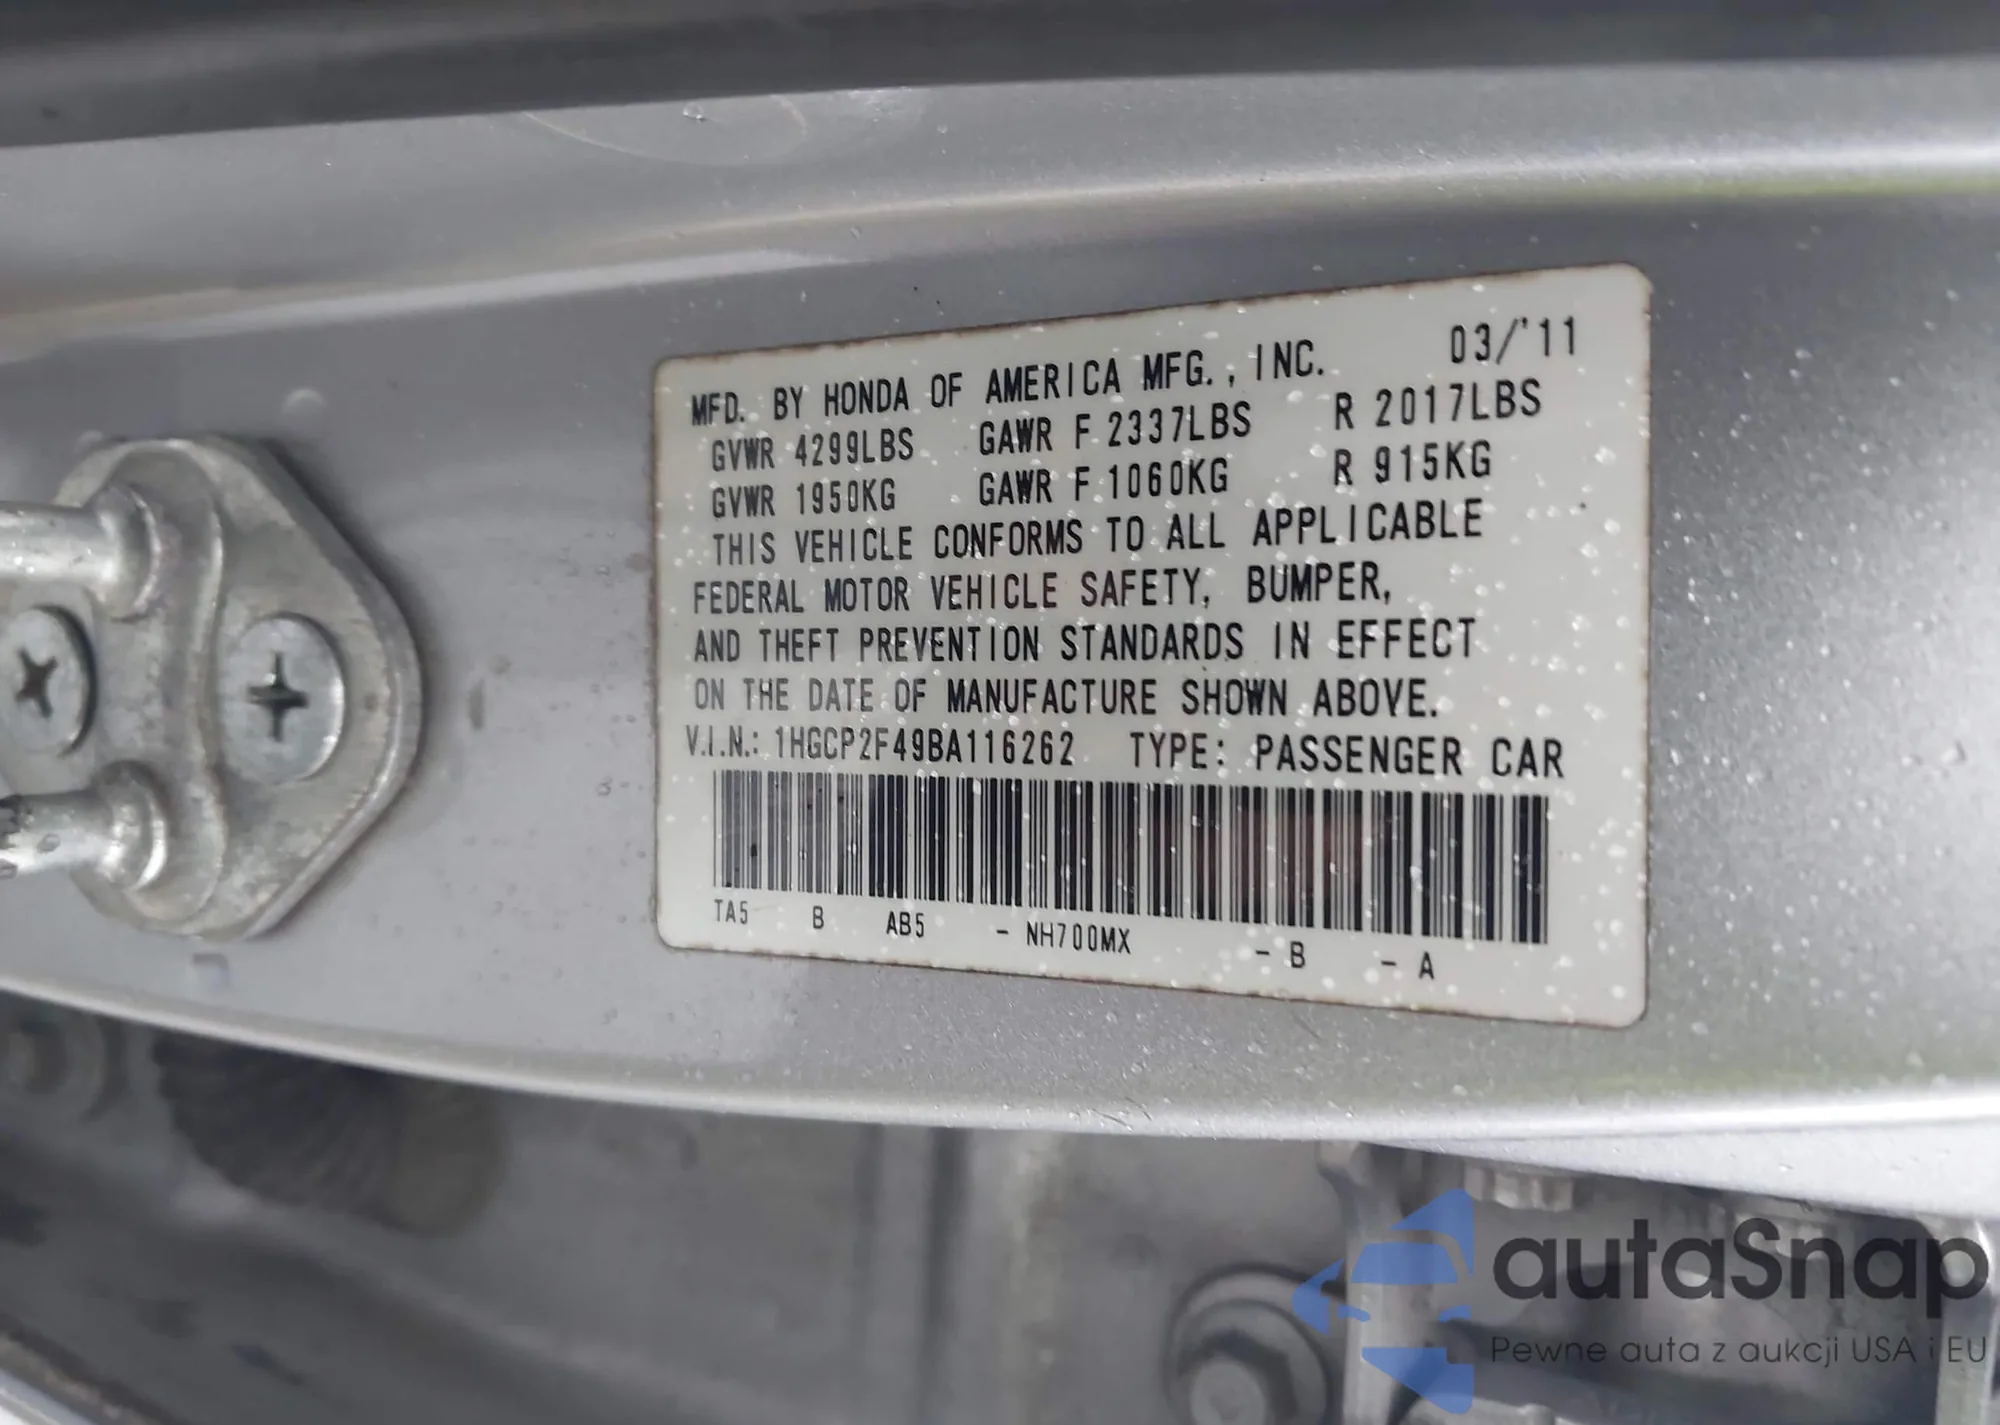 MFD. BY HONDA OF AMERICA MFG., INC. 03/'11
GVWR 4299LBS GAWR F 2337LBS R 2017LBS
GVWR 1950KG GAWR F 1060KG R 915KG
THIS VEHICLE CONFORMS TO ALL APPLICABLE
FEDERAL MOTOR VEHICLE SAFETY, BUMPER,
AND THEFT PREVENTION STANDARDS IN EFFECT
ON THE DATE OF MANUFACTURE SHOWN ABOVE.
V.I.N.: 1HGCP2F49BA116262 TYPE: PASSENGER CAR
TA5 B AB5 - NH700MX - B - A
autaSnap
Pewne auta z aukcji USA i EU